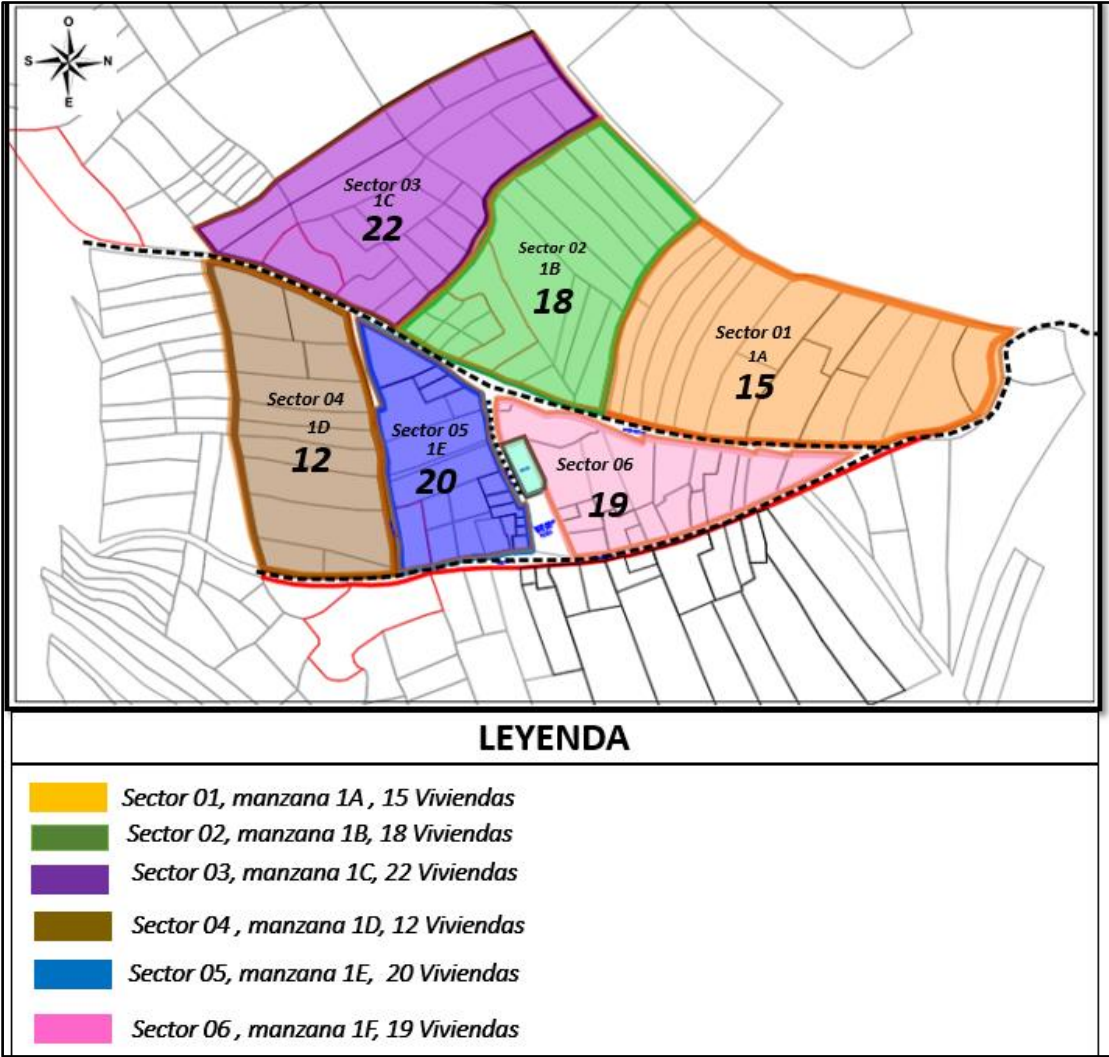 O
S N
E
Sector 03
1C
22
Sector 02
1B
18
Sector 01
1A
15
Sector 04
1D
12
Sector 05
1E
20
Sector 06
19
LEYENDA
Sector 01, manzana 1A , 15 Viviendas
Sector 02, manzana 1B, 18 Viviendas
Sector 03, manzana 1C, 22 Viviendas
Sector 04 , manzana 1D, 12 Viviendas
Sector 05, manzana 1E, 20 Viviendas
Sector 06 , manzana 1F, 19 Viviendas